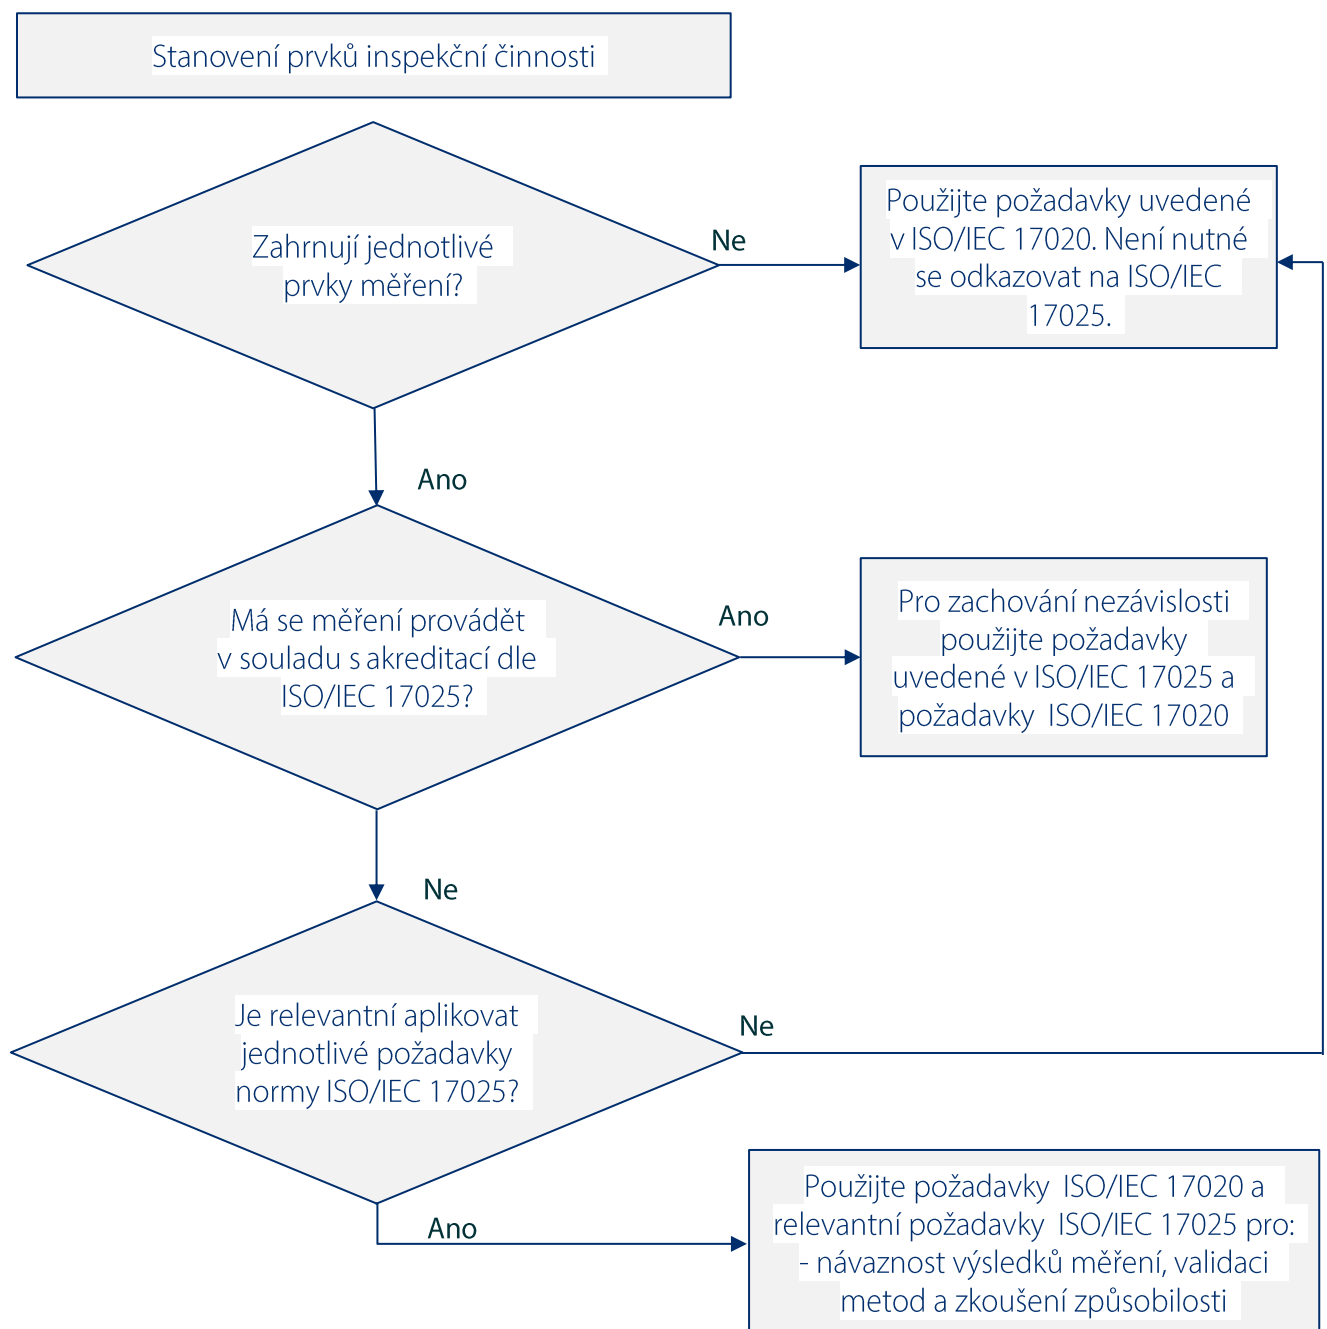 Stanovení prvků inspekční činnosti
Zahrnují jednotlivé
prvky měření?
Ne
Použijte požadavky uvedené
v ISO/IEC 17020. Není nutné
se odkazovat na ISO/IEC
17025.
Ano
Má se měření provádět
v souladu s akreditací dle
ISO/IEC 17025?
Ano
Pro zachování nezávislosti
použijte požadavky
uvedené v ISO/IEC 17025 a
požadavky ISO/IEC 17020
Ne
Je relevantní aplikovat
jednotlivé požadavky
normy ISO/IEC 17025?
Ne
Ano
Použijte požadavky ISO/IEC 17020 a
relevantní požadavky ISO/IEC 17025 pro:
- návaznost výsledků měření, validaci
metod a zkoušení způsobilosti